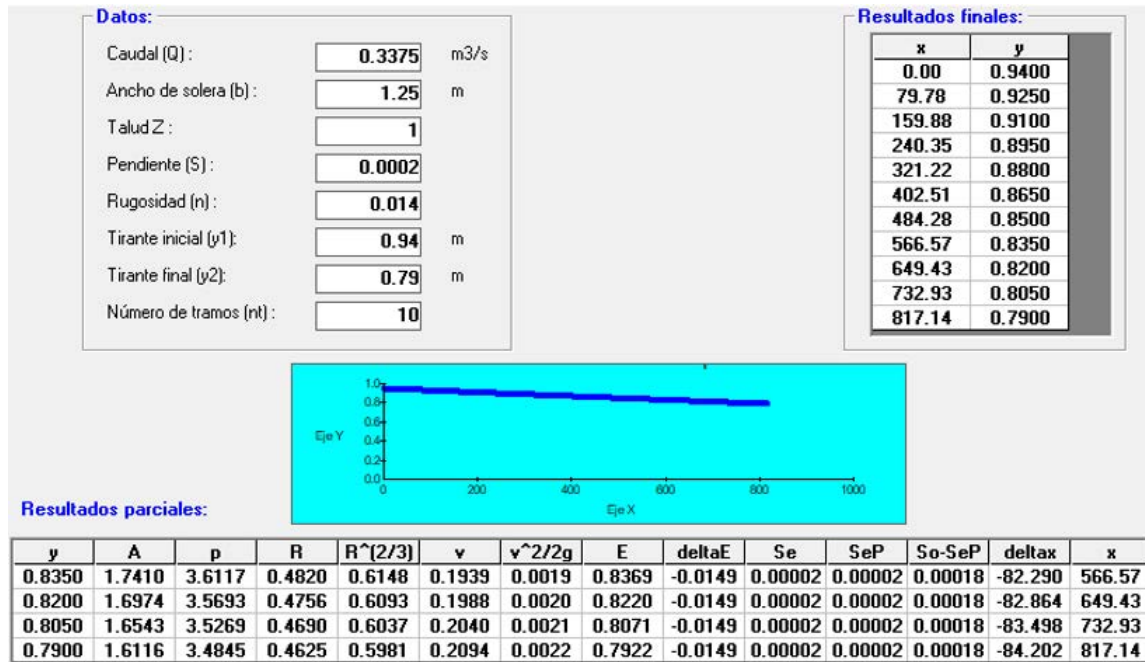 Datos:
Caudal (Q) : 0.3375 m3/s
Ancho de solera (b) : 1.25 m
Talud Z : 1
Pendiente (S) : 0.0002
Rugosidad (n) : 0.014
Tirante inicial (y1): 0.94 m
Tirante final (y2): 0.79 m
Número de tramos (nt) : 10
Resultados finales:
x y
0.00 0.9400
79.78 0.9250
159.88 0.9100
240.35 0.8950
321.22 0.8800
402.51 0.8650
484.28 0.8500
566.57 0.8350
649.43 0.8200
732.93 0.8050
817.14 0.7900
1.0
0.8
0.6
Eje Y
0.4
0.2
0.0
0 200 400 600 800 1000
Eje X
Resultados parciales:
y A p R R^(2/3) v v^2/2g E deltaE Se SeP So-SeP deltax x
0.8350 1.7410 3.6117 0.4820 0.6148 0.1939 0.0019 0.8369 -0.0149 0.00002 0.00002 0.00018 -82.290 566.57
0.8200 1.6974 3.5693 0.4756 0.6093 0.1988 0.0020 0.8220 -0.0149 0.00002 0.00002 0.00018 -82.864 649.43
0.8050 1.6543 3.5269 0.4690 0.6037 0.2040 0.0021 0.8071 -0.0149 0.00002 0.00002 0.00018 -83.498 732.93
0.7900 1.6116 3.4845 0.4625 0.5981 0.2094 0.0022 0.7922 -0.0149 0.00002 0.00002 0.00018 -84.202 817.14